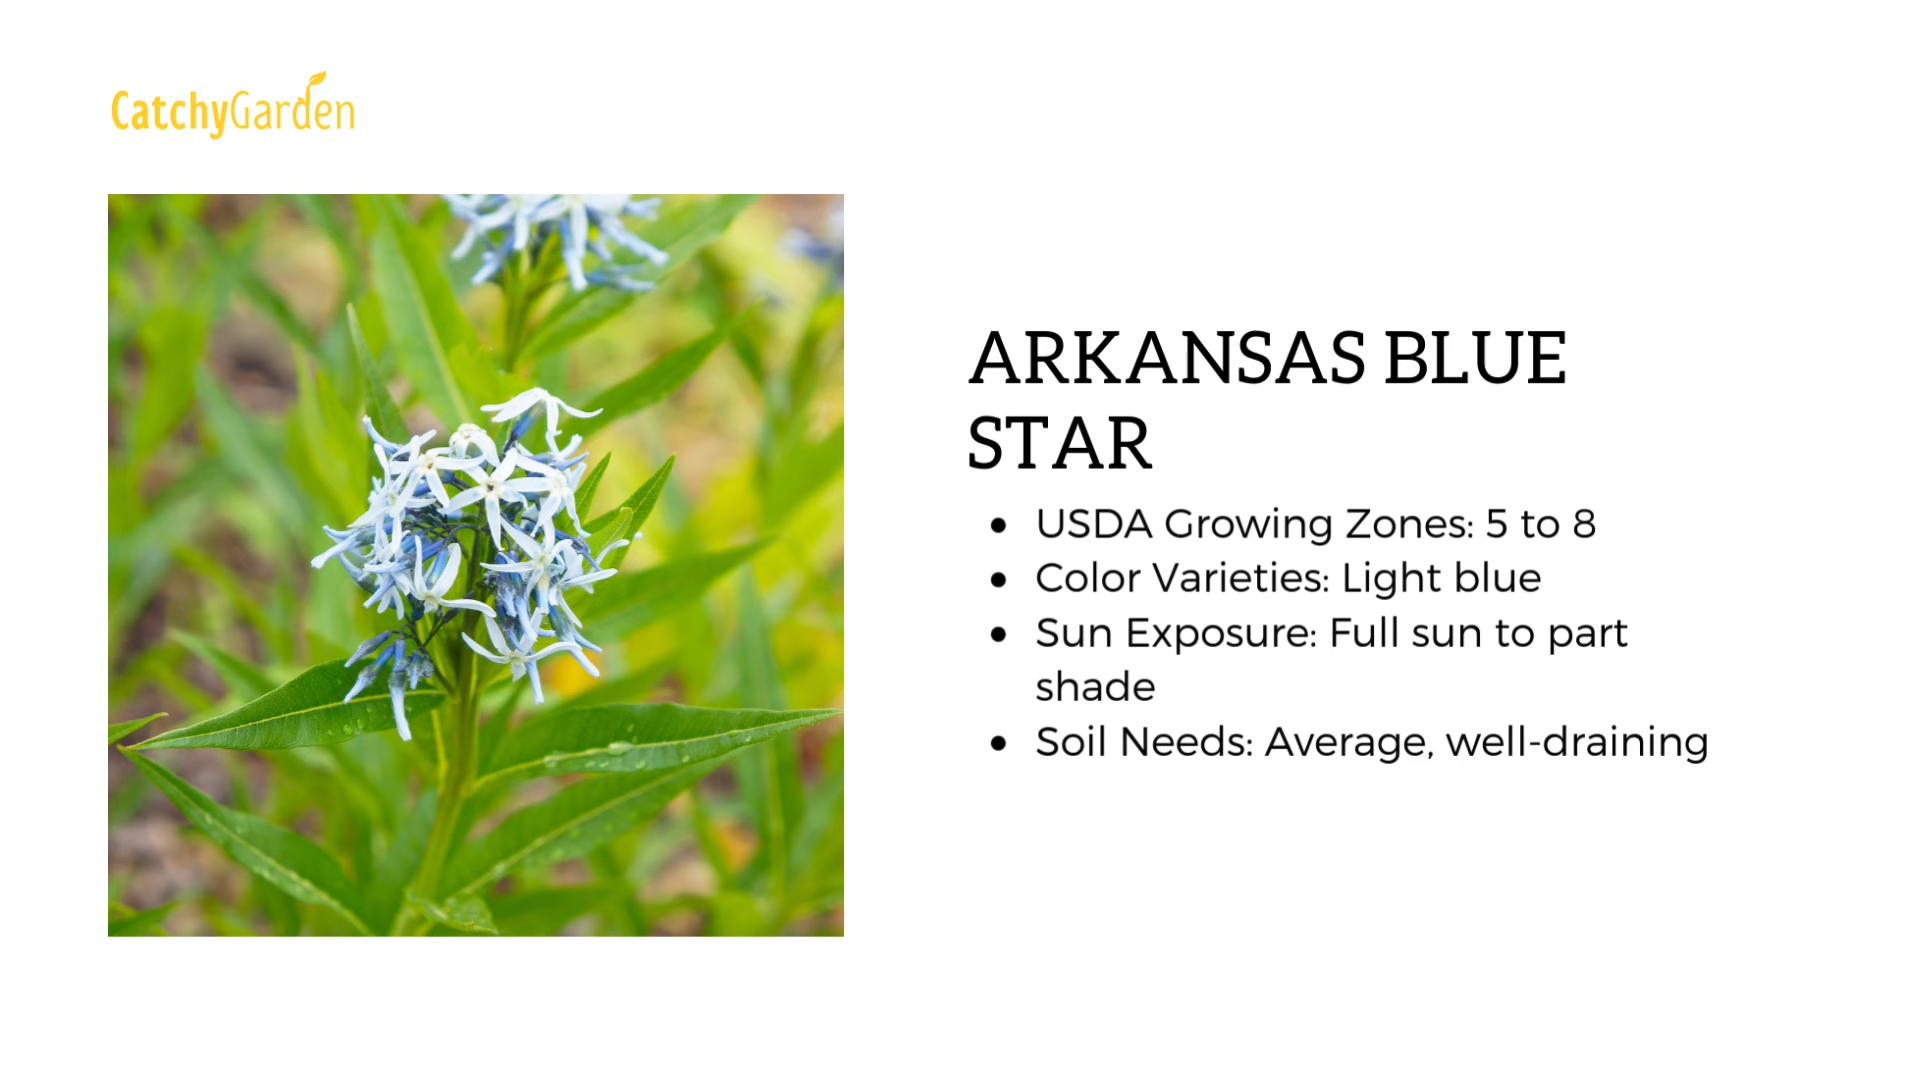 CatchyGarden
ARKANSAS BLUE
STAR
• USDA Growing Zones: 5 to 8
• Color Varieties: Light blue
• Sun Exposure: Full sun to part
shade
• Soil Needs: Average, well-draining